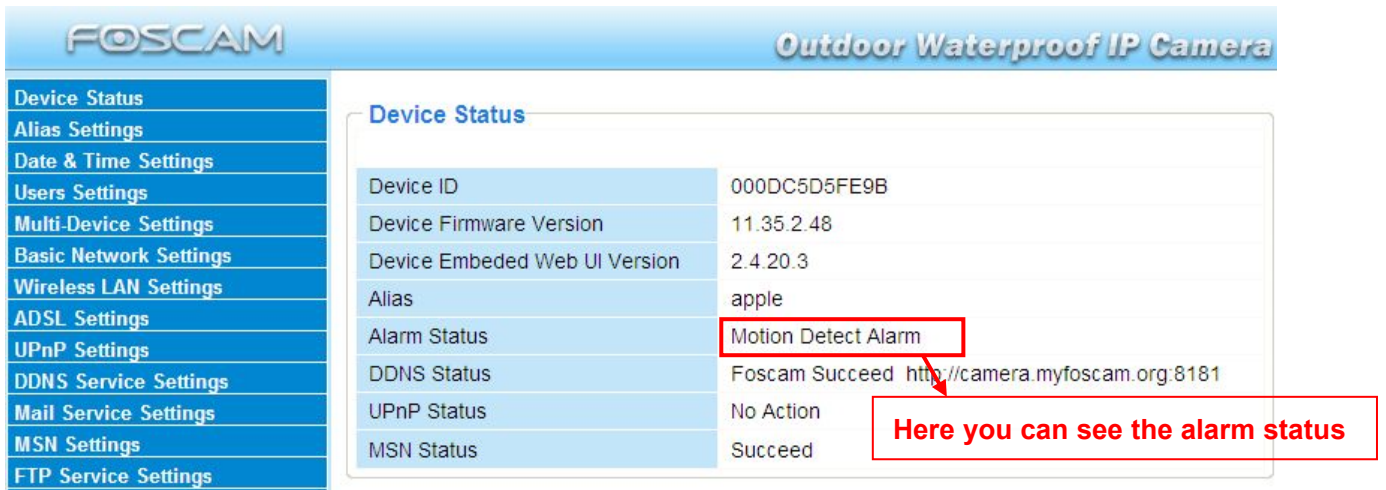 FOSCAM
Outdoor Waterproof IP Camera
Device Status
Alias Settings
Date & Time Settings
Users Settings
Multi-Device Settings
Basic Network Settings
Wireless LAN Settings
ADSL Settings
UPnP Settings
DDNS Service Settings
Mail Service Settings
MSN Settings
FTP Service Settings
Device Status
Device ID 000DC5D5FE9B
Device Firmware Version 11.35.2.48
Device Embeded Web UI Version 2.4.20.3
Alias apple
Alarm Status Motion Detect Alarm
DDNS Status Foscam Succeed http://camera.myfoscam.org:8181
UPnP Status No Action
MSN Status Succeed
Here you can see the alarm status